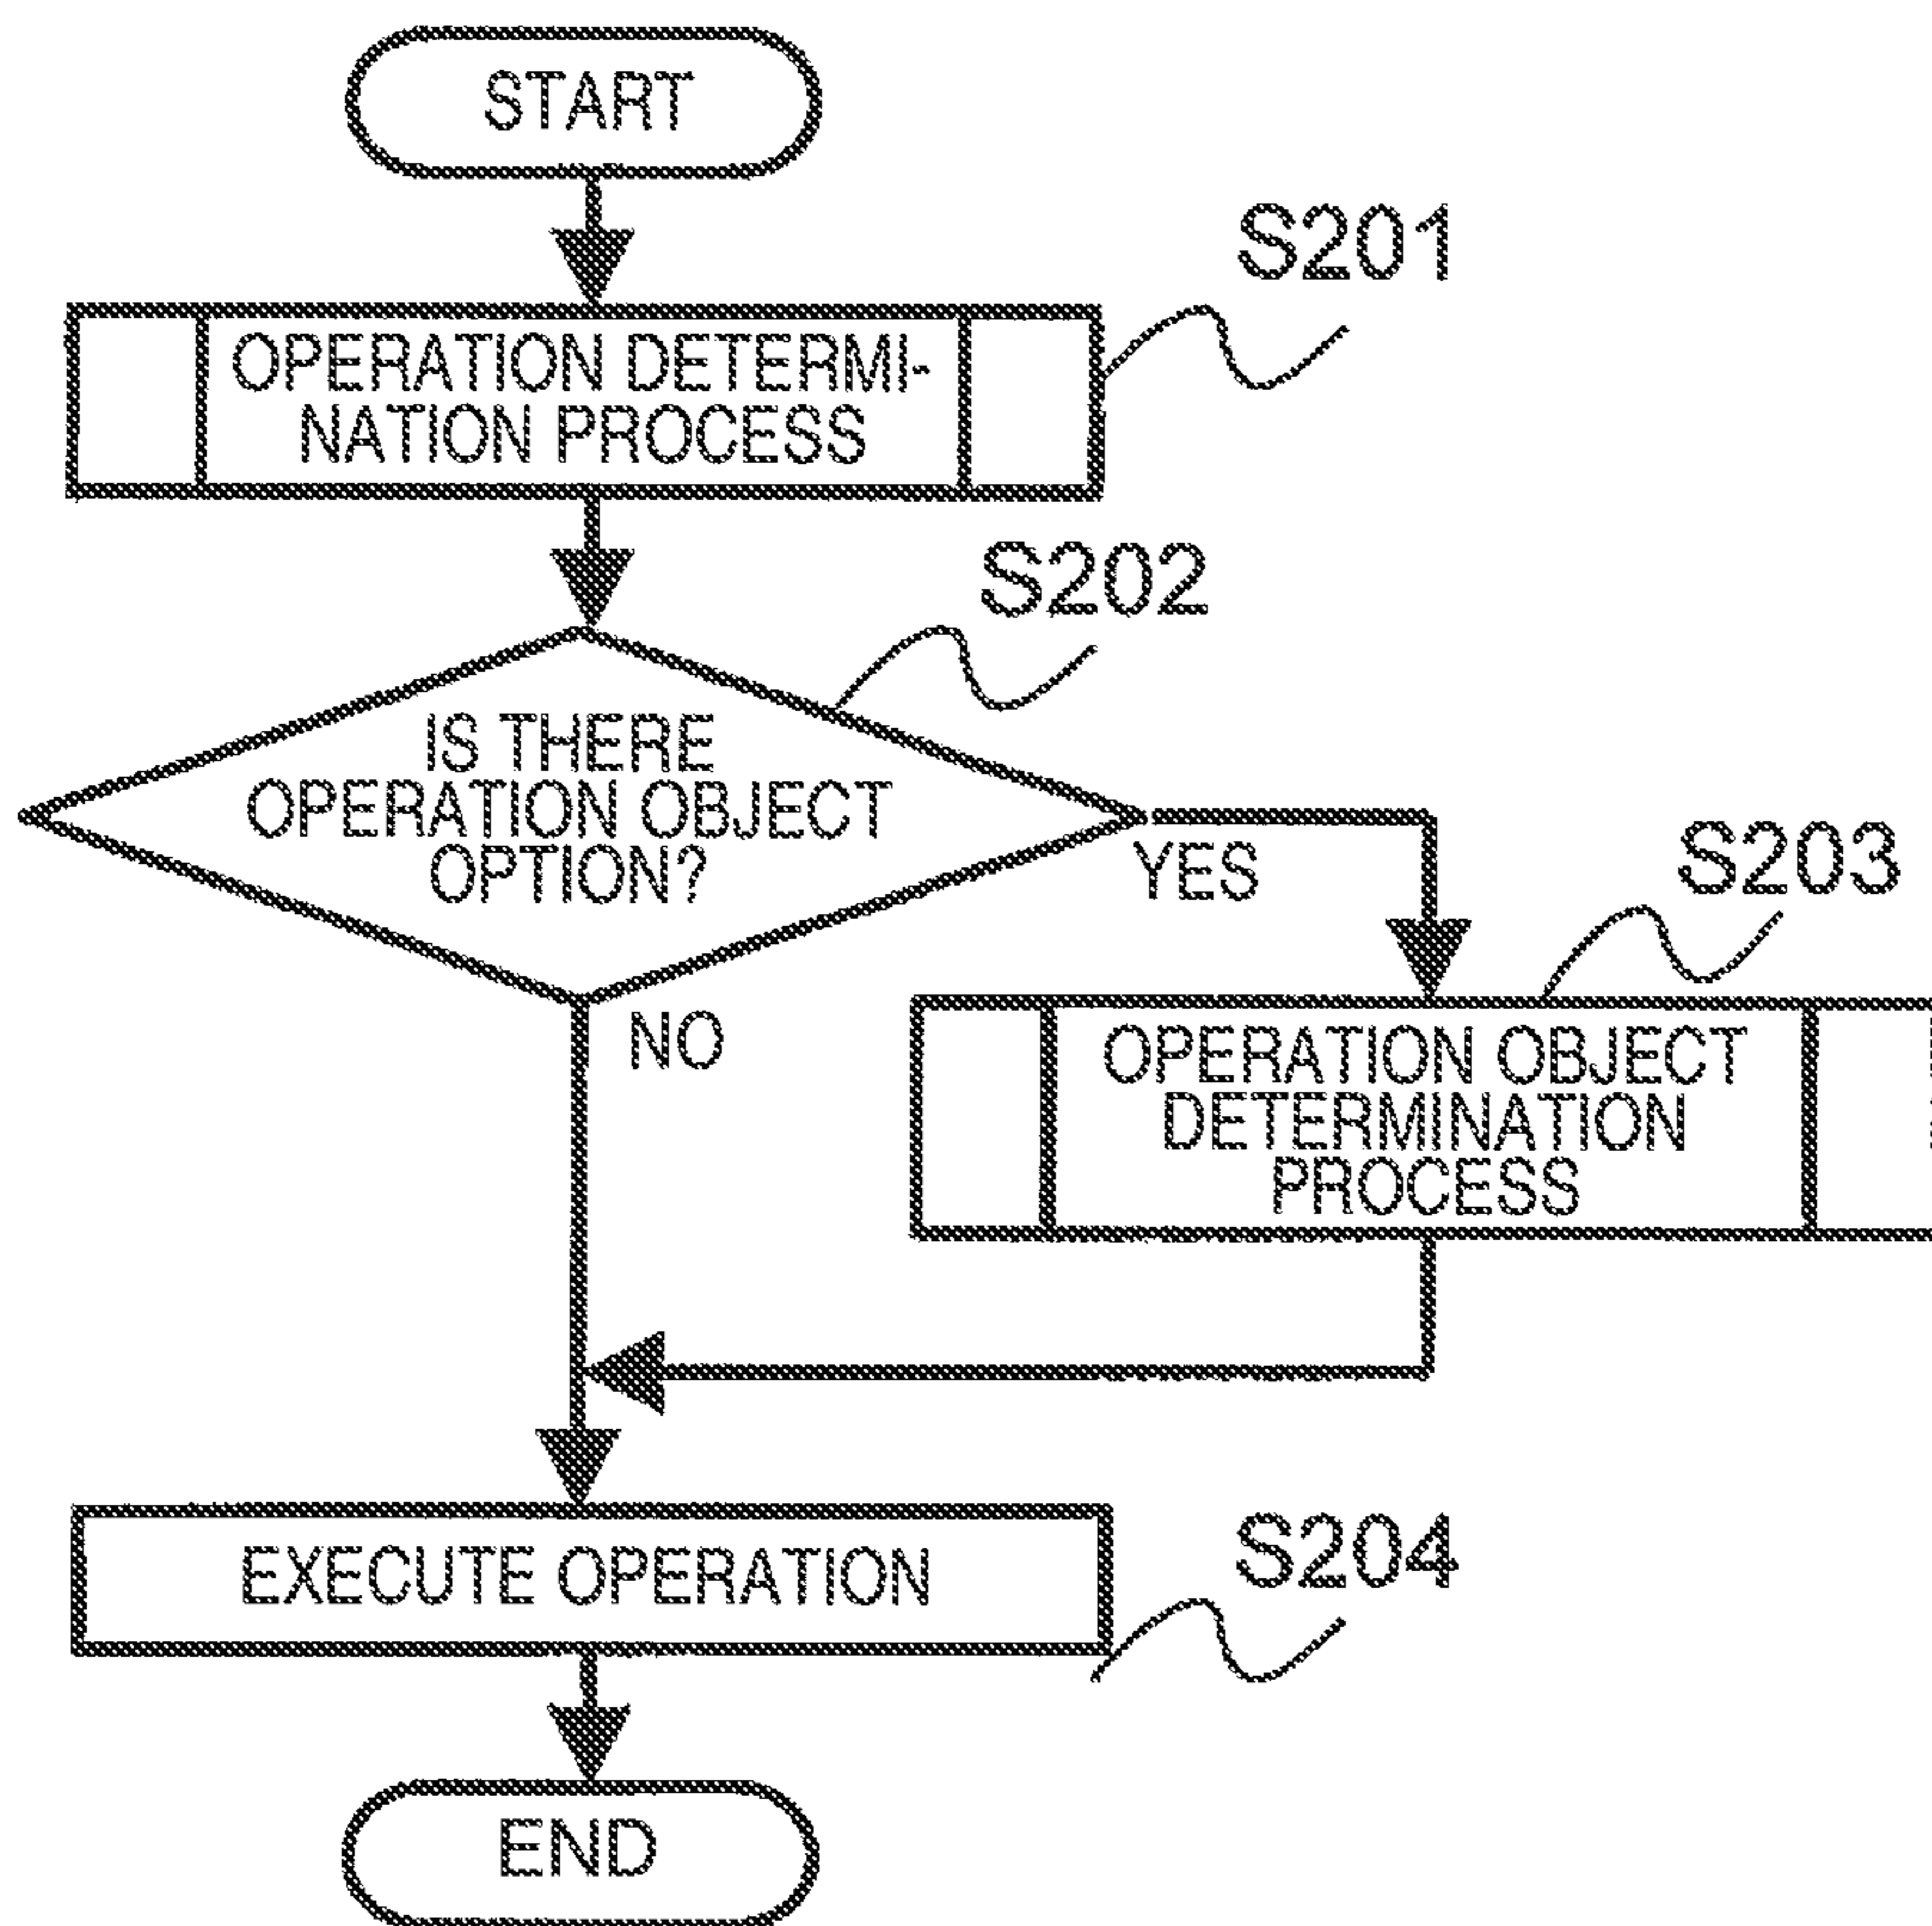 START
S201
OPERATION DETERMI-
NATION PROCESS
S202
IS THERE
OPERATION OBJECT
OPTION?
YES
S203
NO
OPERATION OBJECT
DETERMINATION
PROCESS
EXECUTE OPERATION
S204
END